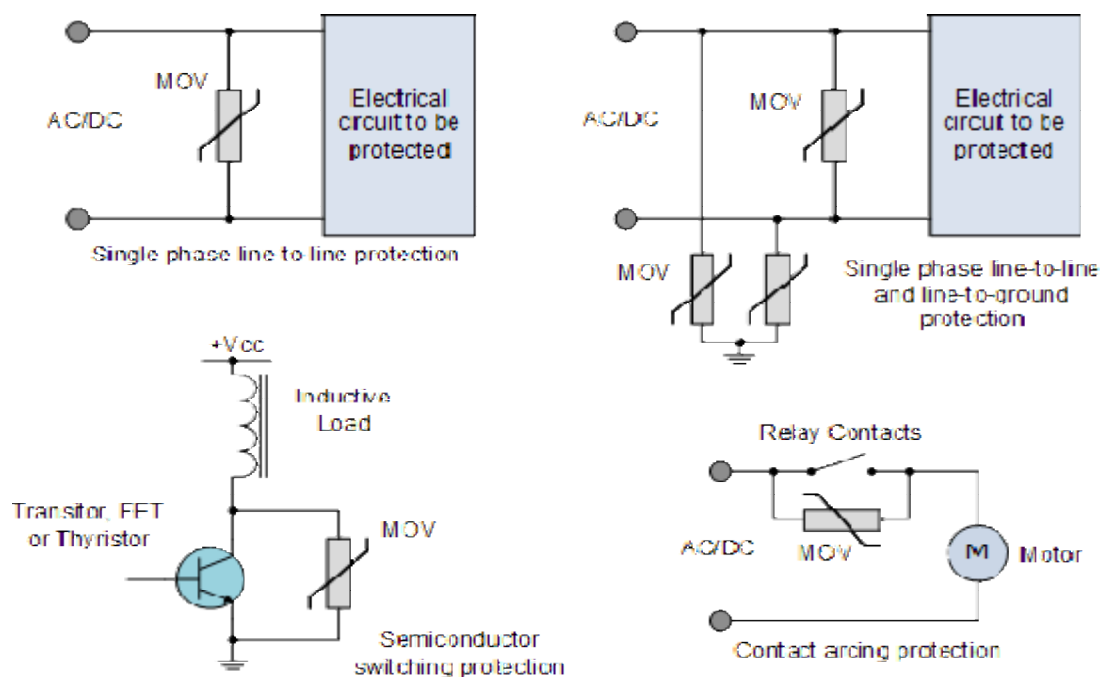 MOV
AC/DC
Electrical
circuit to be
protected
Single phase line-to-line protection
MOV
AC/DC
Electrical
circuit to be
protected
MOV
Single phase line-to-line
and line-to-ground
protection
+Vcc
Inductive
Load
Transitor, FET
or Thyristor
MOV
Semiconductor
switching protection
Relay Contacts
AC/DC
MOV
M
Motor
Contact arcing protection